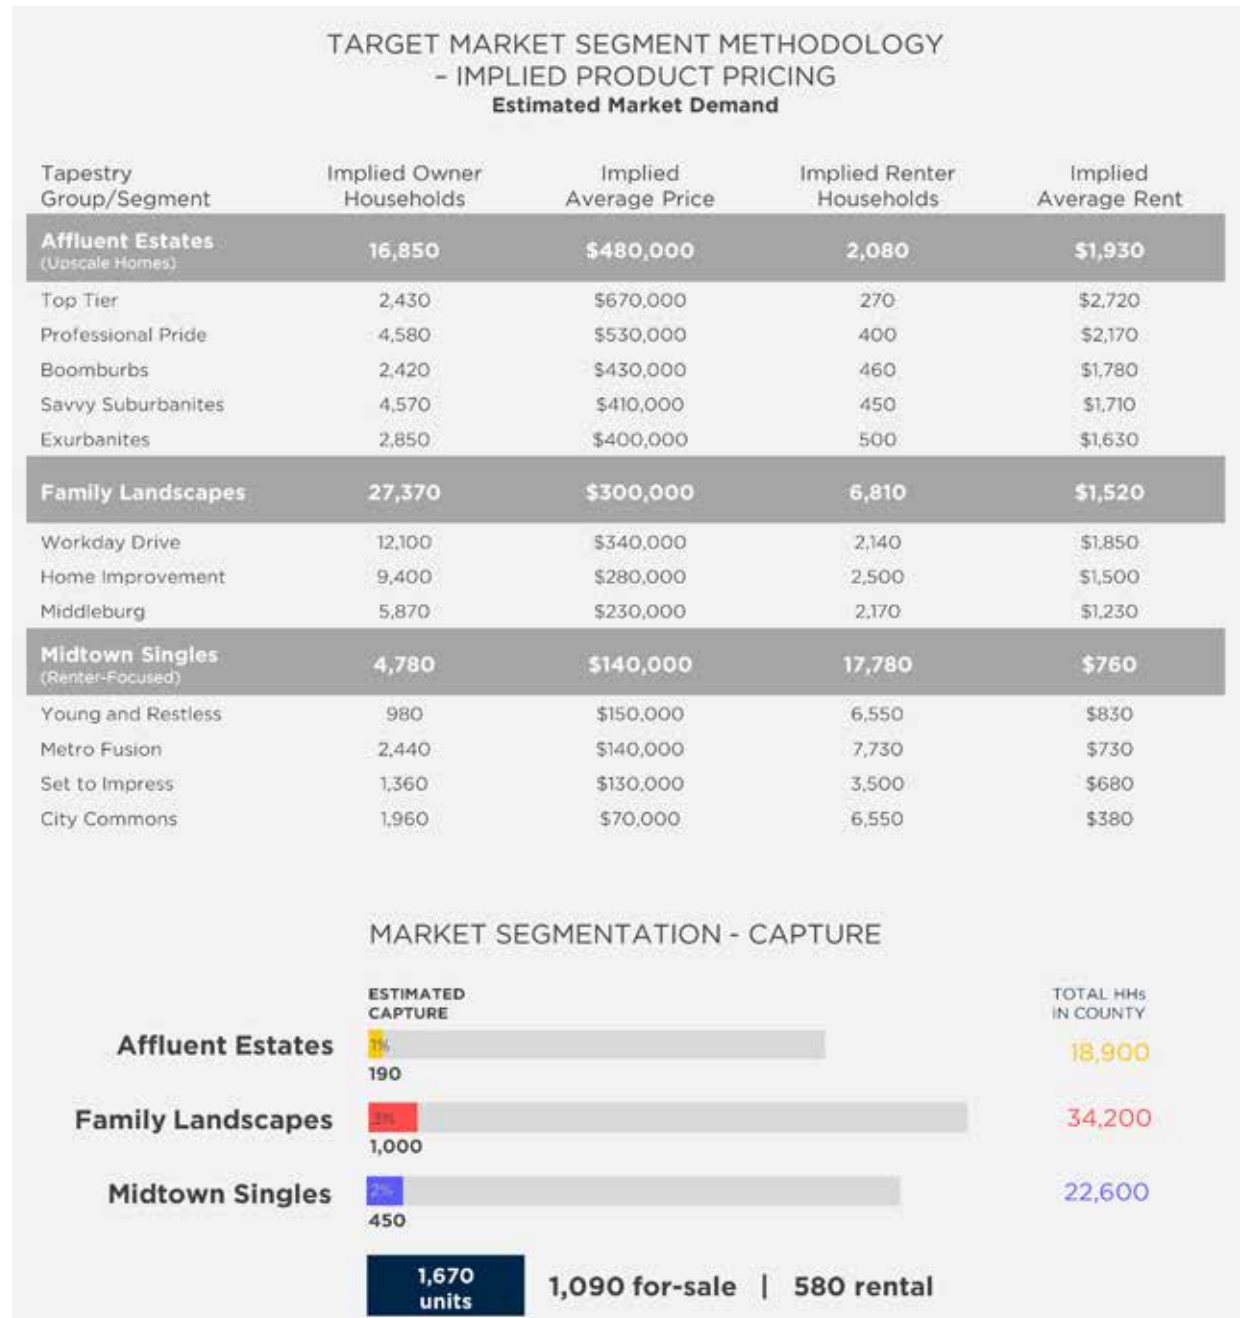 TARGET MARKET SEGMENT METHODOLOGY
– IMPLIED PRODUCT PRICING
Estimated Market Demand
Tapestry Group/Segment Implied Owner Households Implied Average Price Implied Renter Households Implied Average Rent
Affluent Estates (Upscale Homes) 16,850 $480,000 2,080 $1,930
Top Tier 2,430 $670,000 270 $2,720
Professional Pride 4,580 $530,000 400 $2,170
Boomburbs 2,420 $430,000 460 $1,780
Savvy Suburbanites 4,570 $410,000 450 $1,710
Exurbanites 2,850 $400,000 500 $1,630
Family Landscapes 27,370 $300,000 6,810 $1,520
Workday Drive 12,100 $340,000 2,140 $1,850
Home Improvement 9,400 $280,000 2,500 $1,500
Middleburg 5,870 $230,000 2,170 $1,230
Midtown Singles (Renter-Focused) 4,780 $140,000 17,780 $760
Young and Restless 980 $150,000 6,550 $830
Metro Fusion 2,440 $140,000 7,730 $730
Set to Impress 1,360 $130,000 3,500 $680
City Commons 1,960 $70,000 6,550 $380
MARKET SEGMENTATION - CAPTURE
ESTIMATED CAPTURE TOTAL HHs IN COUNTY
Affluent Estates 1% 18,900
190
Family Landscapes 3% 34,200
1,000
Midtown Singles 2% 22,600
450
1,670 units 1,090 for-sale | 580 rental